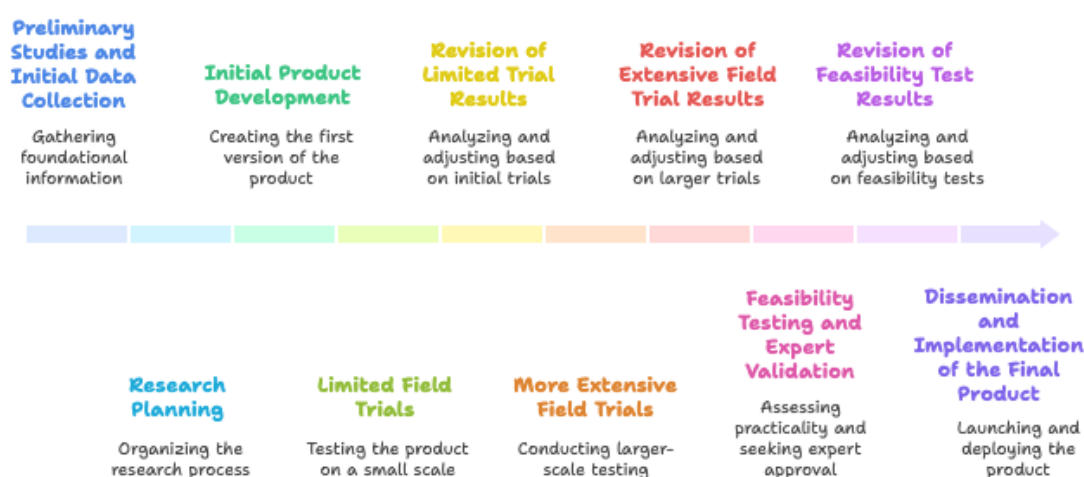 Preliminary
Studies and
Initial Data
Collection
Gathering
foundational
information
Initial Product
Development
Creating the first
version of the
product
Revision of
Limited Trial
Results
Analyzing and
adjusting based
on initial trials
Revision of
Extensive Field
Trial Results
Analyzing and
adjusting based
on larger trials
Revision of
Feasibility Test
Results
Analyzing and
adjusting based
on feasibility tests
Research
Planning
Organizing the
research process
Limited Field
Trials
Testing the product
on a small scale
More Extensive
Field Trials
Conducting larger-
scale testing
Feasibility
Testing and
Expert
Validation
Assessing
practicality and
seeking expert
approval
Dissemination
and
Implementation
of the Final
Product
Launching and
deploying the
product